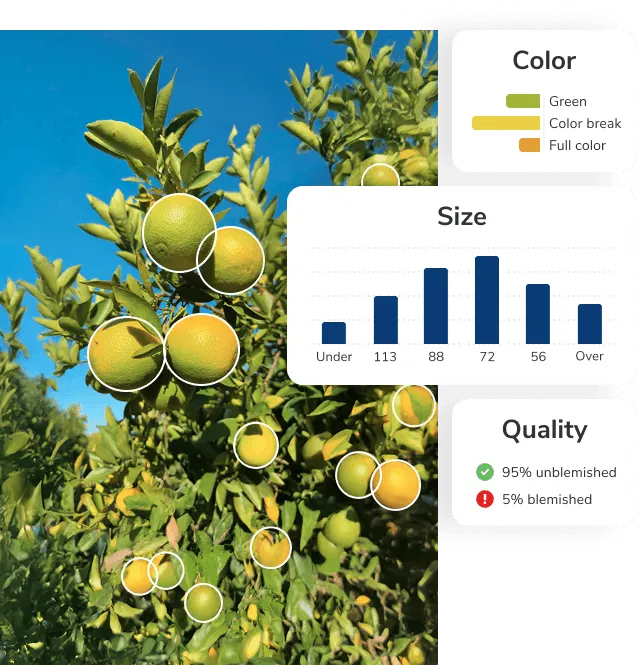 Color
Green
Color break
Full color
Size
Under 113 88 72 56 Over
Quality
95% unblemished
5% blemished